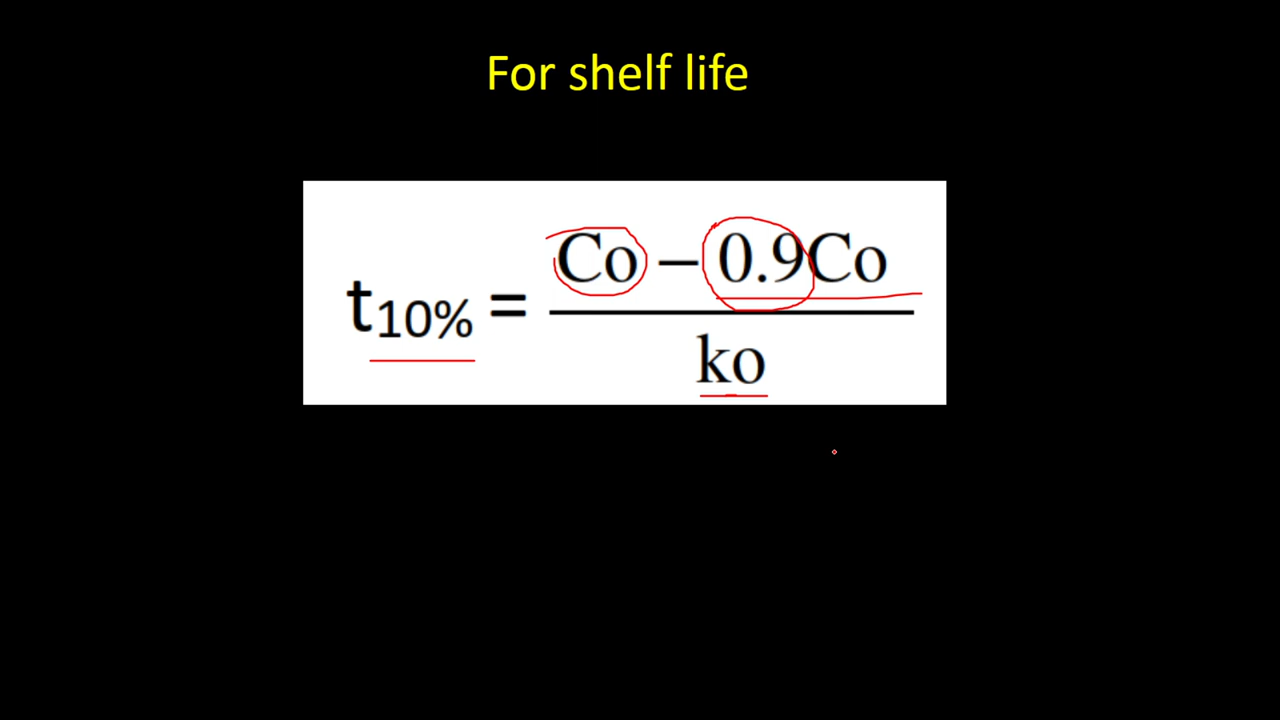 For shelf life
t10% = Co – 0.9Co
ko